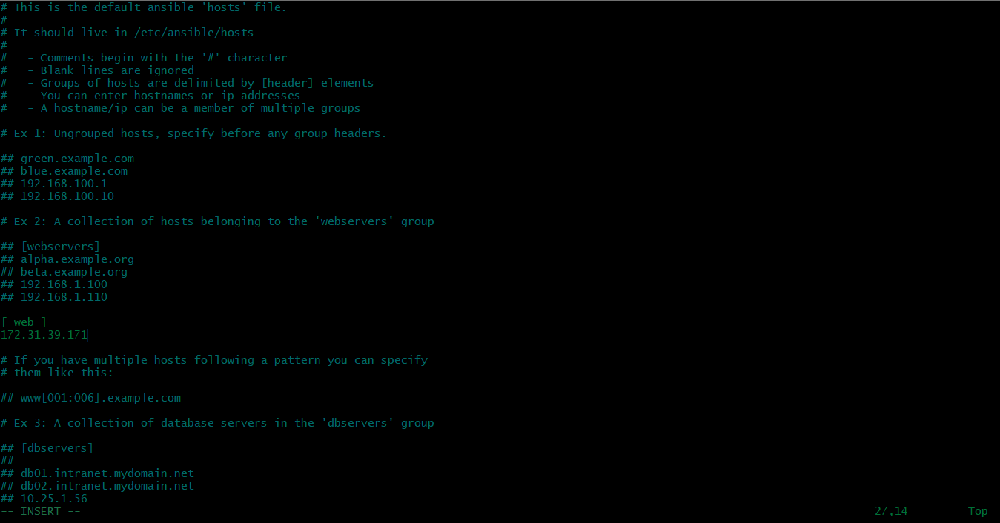 # This is the default ansible 'hosts' file.
#
# It should live in /etc/ansible/hosts
#
#   - Comments begin with the '#' character
#   - Blank lines are ignored
#   - Groups of hosts are delimited by [header] elements
#   - You can enter hostnames or ip addresses
#   - A hostname/ip can be a member of multiple groups
# Ex 1: Ungrouped hosts, specify before any group headers.
## green.example.com
## blue.example.com
## 192.168.100.1
## 192.168.100.10
# Ex 2: A collection of hosts belonging to the 'webservers' group
## [webservers]
## alpha.example.org
## beta.example.org
## 192.168.1.100
## 192.168.1.110
[ web ]
172.31.39.171
# If you have multiple hosts following a pattern you can specify
# them like this:
## www[001:006].example.com
# Ex 3: A collection of database servers in the 'dbservers' group
## [dbservers]
##
## db01.intranet.mydomain.net
## db02.intranet.mydomain.net
## 10.25.1.56
-- INSERT -- 27,14 Top